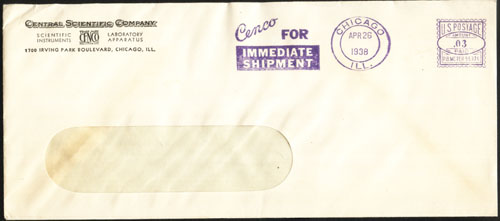 CENTRAL SCIENTIFIC COMPANY
SCIENTIFIC INSTRUMENTS
CENCO
LABORATORY APPARATUS
1700 IRVING PARK BOULEVARD, CHICAGO, ILL.
Cenco FOR
IMMEDIATE
SHIPMENT
CHICAGO
APR 26
1938
ILL.
U.S. POSTAGE
AMOUNT
.03
PAID